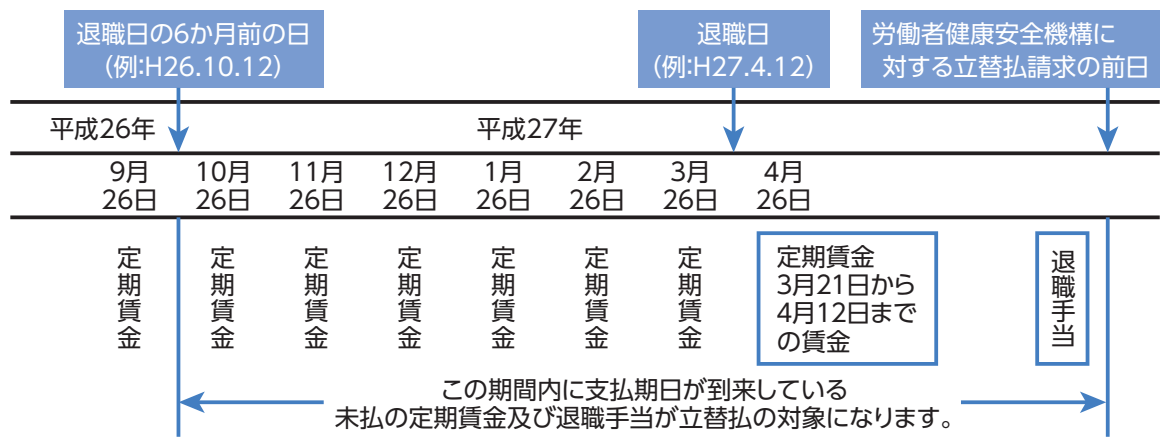 退職日の6か月前の日
（例:H26.10.12）
退職日
（例:H27.4.12）
労働者健康安全機構に
対する立替払請求の前日
平成26年
平成27年
9月
26日
10月
26日
11月
26日
12月
26日
1月
26日
2月
26日
3月
26日
4月
26日
定期賃金
定期賃金
定期賃金
定期賃金
定期賃金
定期賃金
定期賃金
定期賃金
3月21日から
4月12日まで
の賃金
退職手当
この期間内に支払期日が到来している
未払の定期賃金及び退職手当が立替払の対象になります。